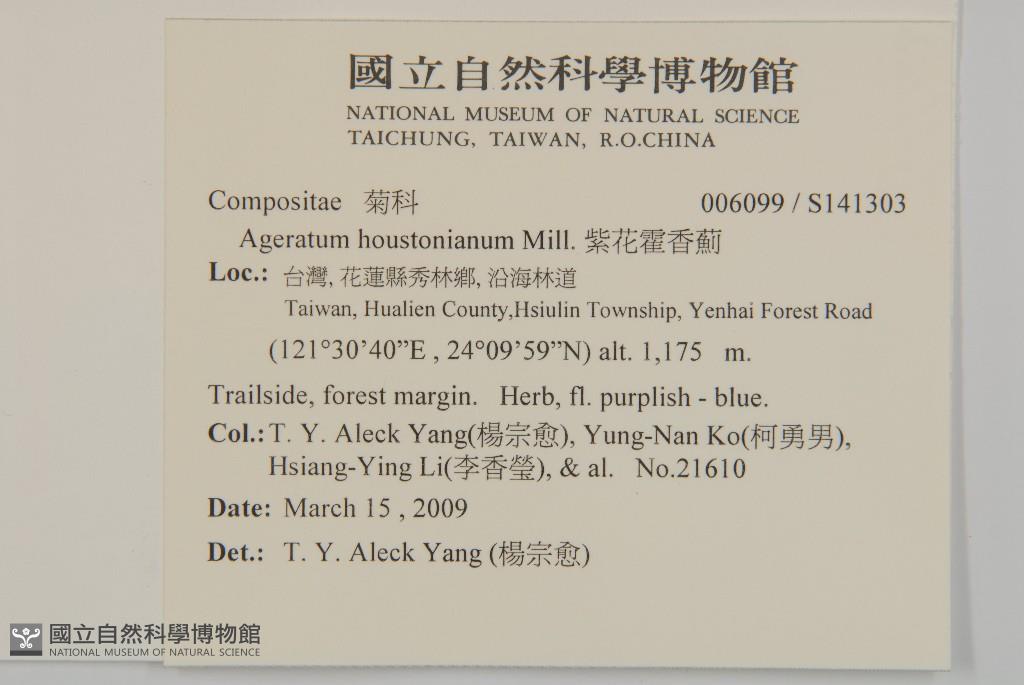 國立自然科學博物館
NATIONAL MUSEUM OF NATURAL SCIENCE
TAICHUNG, TAIWAN, R.O.CHINA
Compositae 菊科 006099 / S141303
Ageratum houstonianum Mill. 紫花霍香薊
Loc.: 台灣, 花蓮縣秀林鄉, 沿海林道
Taiwan, Hualien County,Hsiulin Township, Yenhai Forest Road
(121°30’40”E , 24°09’59”N) alt. 1,175 m.
Trailside, forest margin. Herb, fl. purplish - blue.
Col.: T. Y. Aleck Yang(楊宗愈), Yung-Nan Ko(柯勇男),
Hsiang-Ying Li(李香瑩), & al. No.21610
Date: March 15 , 2009
Det.: T. Y. Aleck Yang (楊宗愈)
國立自然科學博物館
NATIONAL MUSEUM OF NATURAL SCIENCE